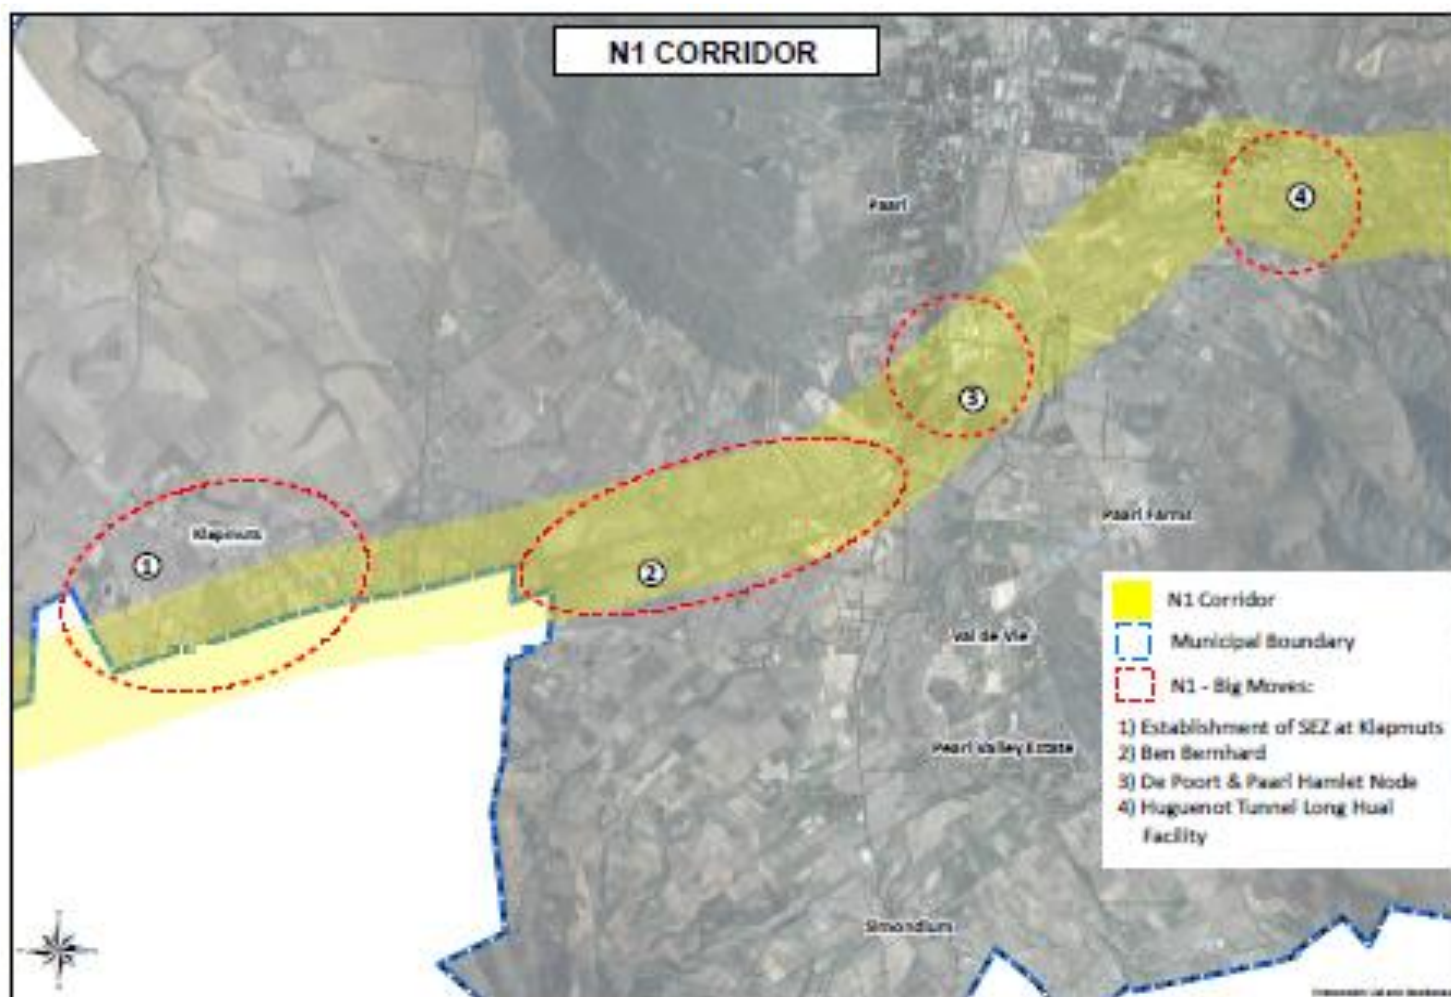 N1 CORRIDOR
Paarl
4
3
Klapmuts
1
2
Paarl Farms
Val de Vie
Pearl Valley Estate
Simondium
N1 Corridor
Municipal Boundary
N1 - Big Moves:
1) Establishment of SEZ at Klapmuts
2) Ben Bernhard
3) De Poort & Paarl Hamlet Node
4) Huguenot Tunnel Long Hual
Facility